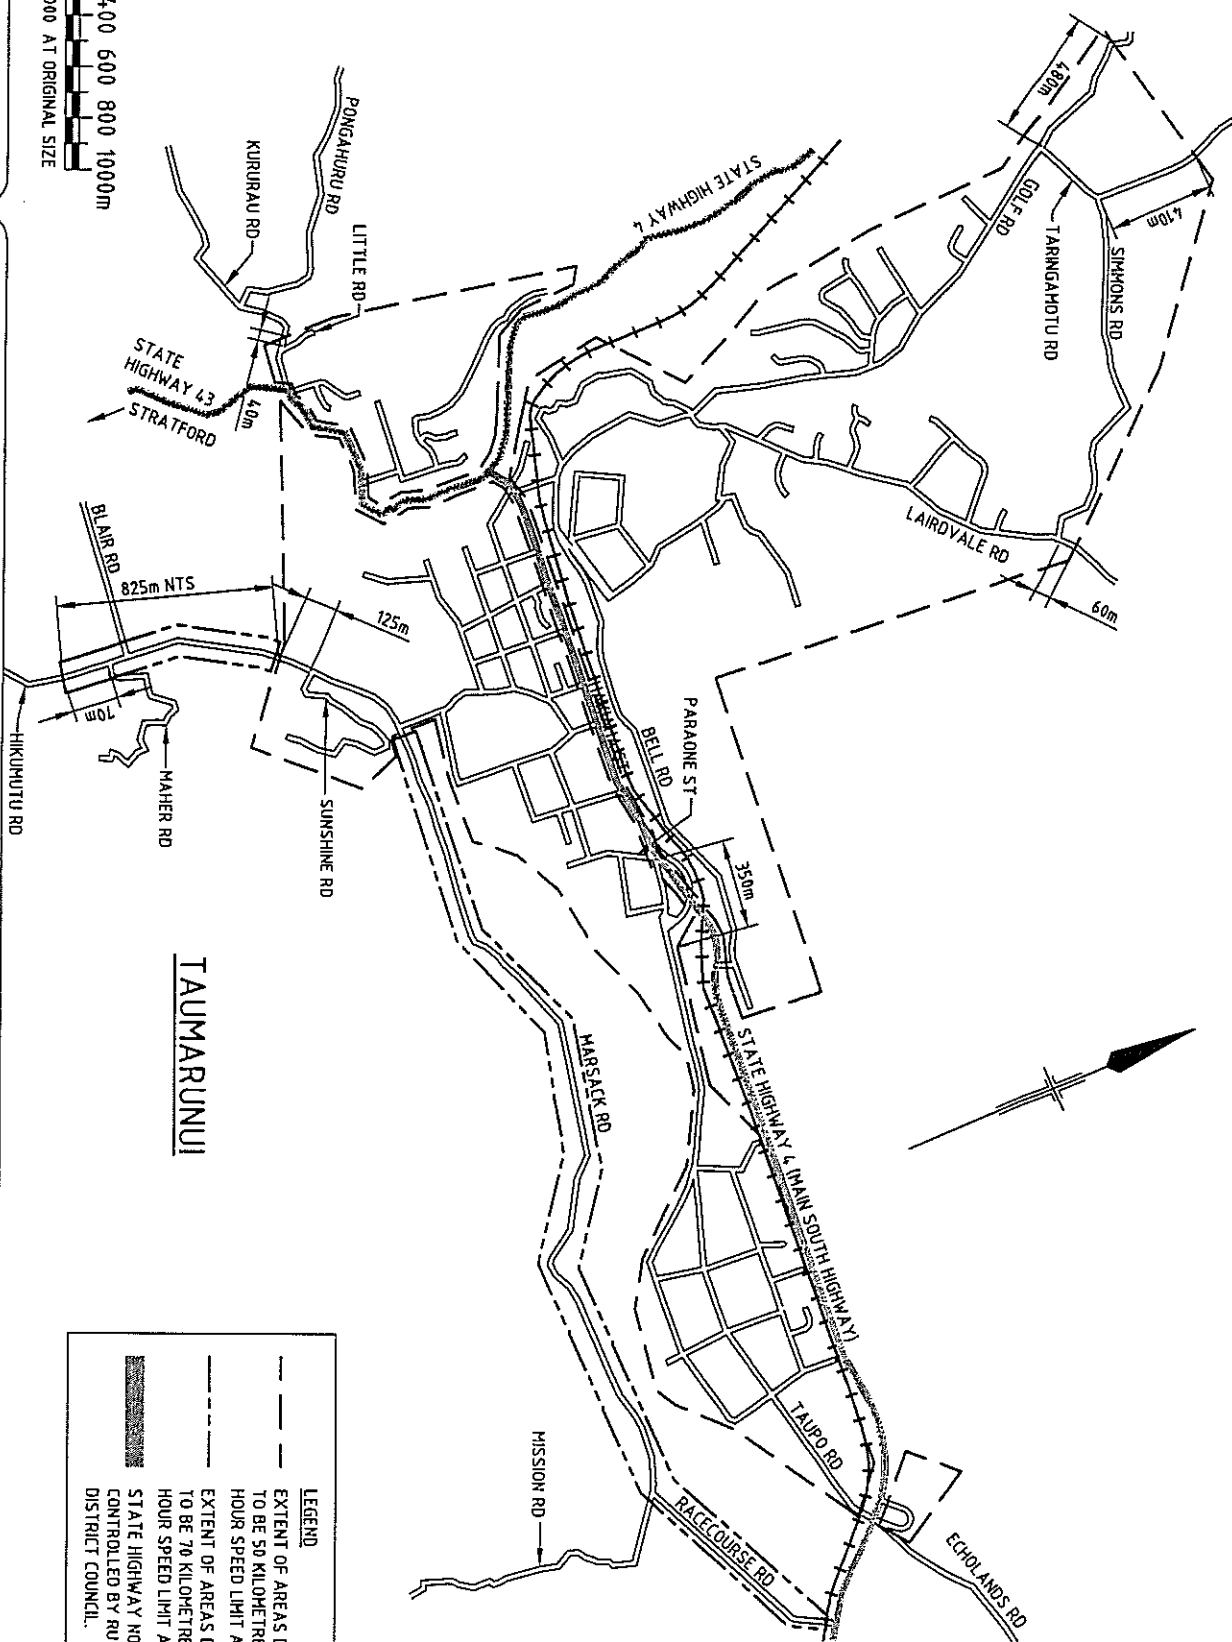 400 600 800 1000m
000 AT ORIGINAL SIZE
PONGAHURU RD
KURURAU RD
LITTLE RD
STATE
HIGHWAY 43
STRATFORD
40m
STATE HIGHWAY 4
480m
GOLF RD
TARINGAMOTU RD
SIMMONS RD
410m
LAIRDVALE RD
60m
BLAIR RD
825m NTS
125m
70m
HIKUMUTU RD
MAHER RD
SUNSHINE RD
BELL RD
PARAONE ST
350m
TAUMARUNUI
MARSACK RD
STATE HIGHWAY 4 (MAIN SOUTH HIGHWAY)
TAUPO RD
MISSION RD
RACECOURSE RD
ECHOLANDS RD
LEGEND
EXTENT OF AREAS
TO BE 50 KILOMETRE
HOUR SPEED LIMIT A
EXTENT OF AREAS
TO BE 70 KILOMETRE
HOUR SPEED LIMIT A
STATE HIGHWAY NO
CONTROLLED BY RU
DISTRICT COUNCIL.